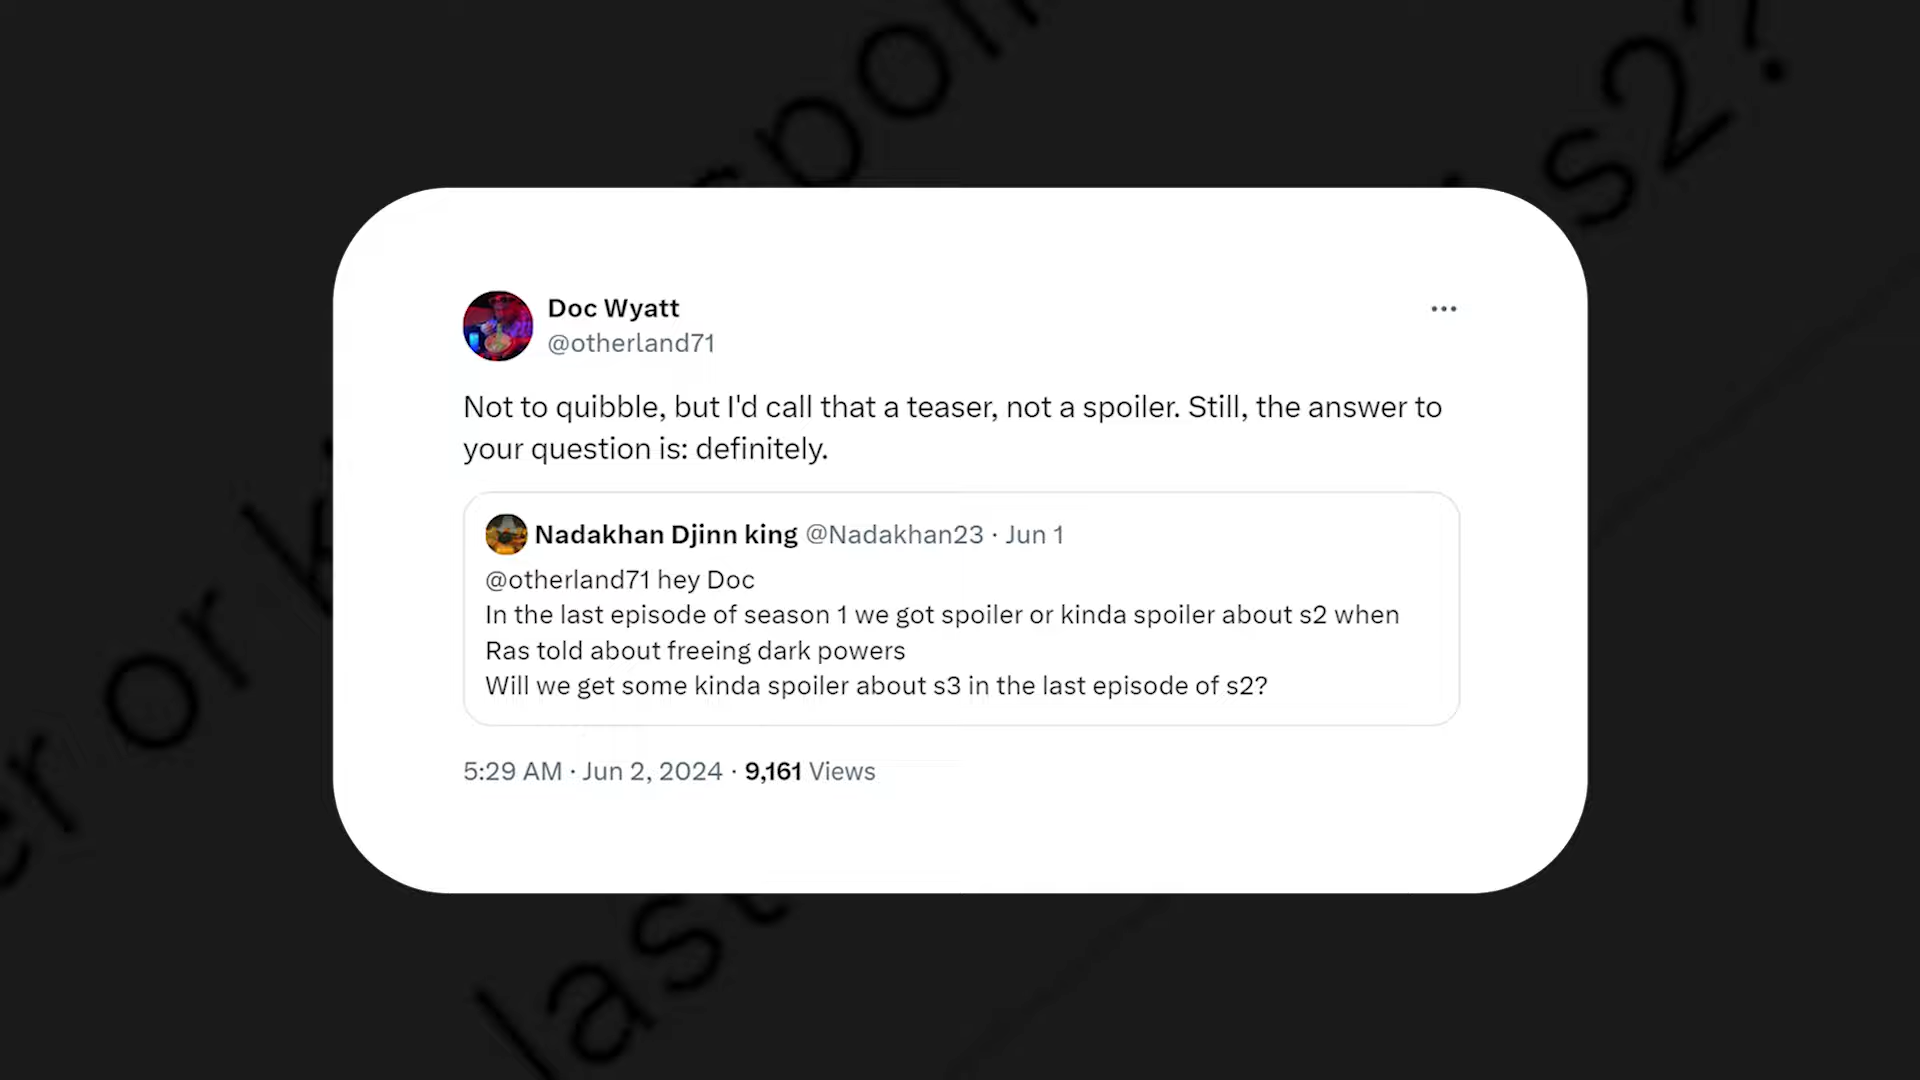 Doc Wyatt
@otherland71
Not to quibble, but I'd call that a teaser, not a spoiler. Still, the answer to
your question is: definitely.
Nadakhan Djinn king @Nadakhan23 · Jun 1
@otherland71 hey Doc
In the last episode of season 1 we got spoiler or kinda spoiler about s2 when
Ras told about freeing dark powers
Will we get some kinda spoiler about s3 in the last episode of s2?
5:29 AM · Jun 2, 2024 · 9,161 Views
s2?
or
last